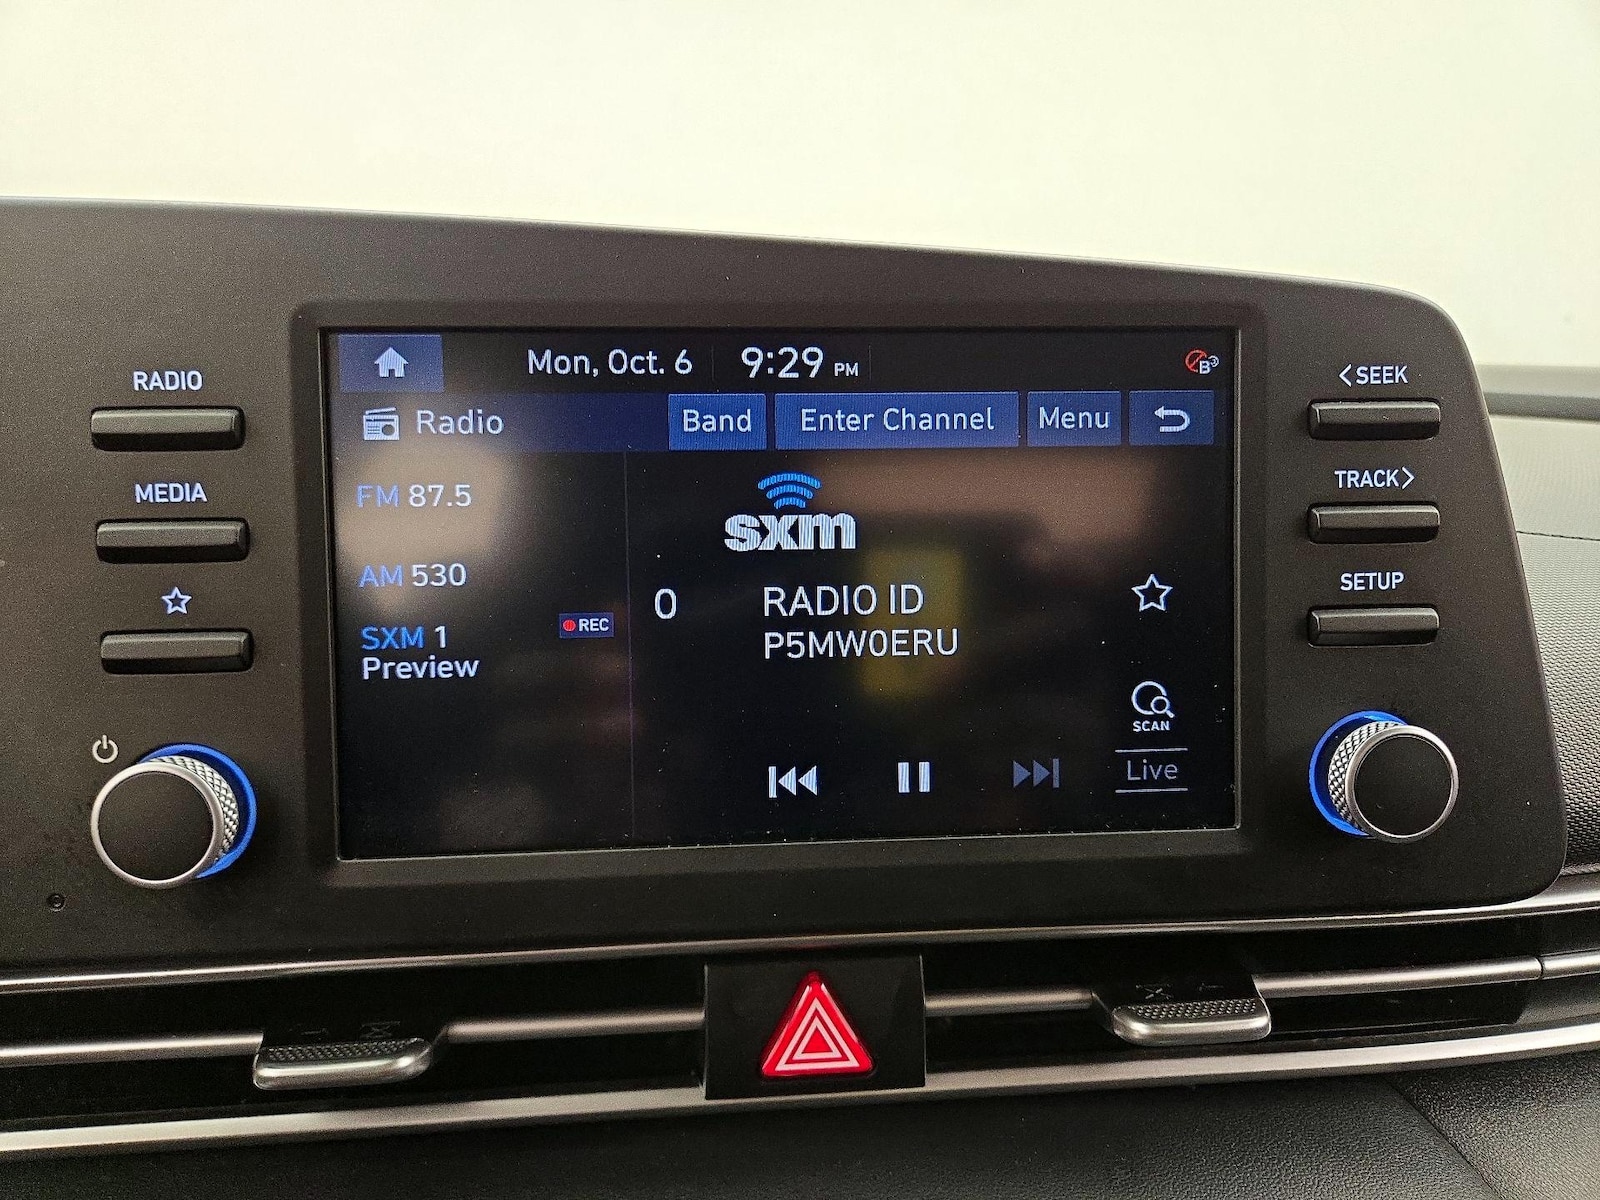 RADIO
MEDIA
Mon, Oct. 6 9:29 PM
B
Radio Band Enter Channel Menu
FM 87.5
AM 530
SXM 1
Preview
REC
sxm
0 RADIO ID
P5MW0ERU
SCAN
Live
<SEEK
TRACK>
SETUP